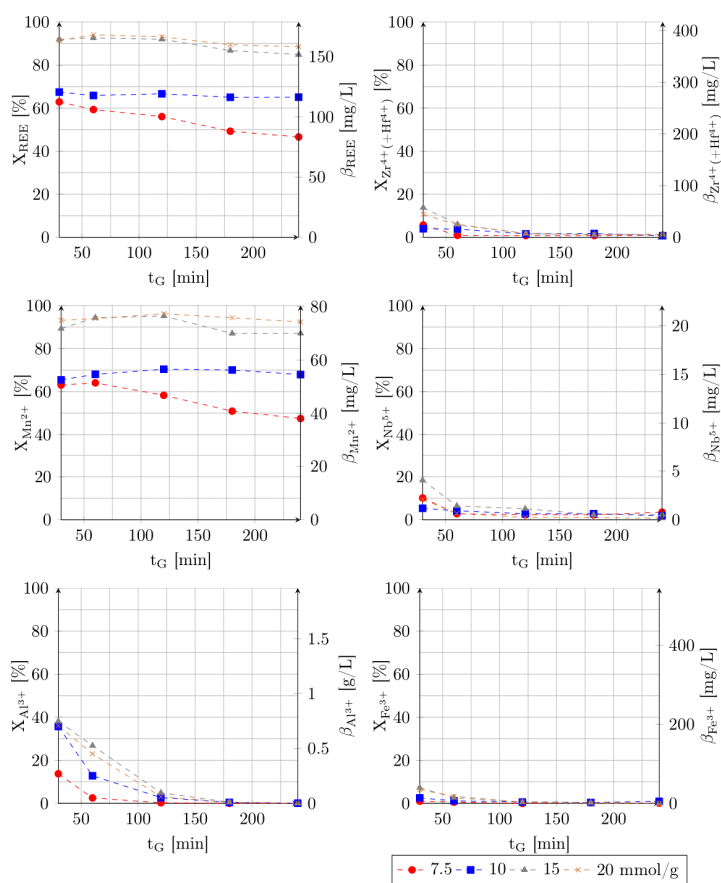 100
80
60
40
20
0
X_REE [%]
150
100
50
0
β_REE [mg/L]
50 100 150 200
t_G [min]
100
80
60
40
20
0
X_Zr⁴⁺(+Hf⁴⁺) [%]
400
300
200
100
0
β_Zr⁴⁺(+Hf⁴⁺) [mg/L]
50 100 150 200
t_G [min]
100
80
60
40
20
0
X_Mn²⁺ [%]
80
60
40
20
0
β_Mn²⁺ [mg/L]
50 100 150 200
t_G [min]
100
80
60
40
20
0
X_Nb⁵⁺ [%]
20
15
10
5
0
β_Nb⁵⁺ [mg/L]
50 100 150 200
t_G [min]
100
80
60
40
20
0
X_Al³⁺ [%]
1.5
1
0.5
0
β_Al³⁺ [g/L]
50 100 150 200
t_G [min]
100
80
60
40
20
0
X_Fe³⁺ [%]
400
200
0
β_Fe³⁺ [mg/L]
50 100 150 200
t_G [min]
7.5 10 15 20 mmol/g